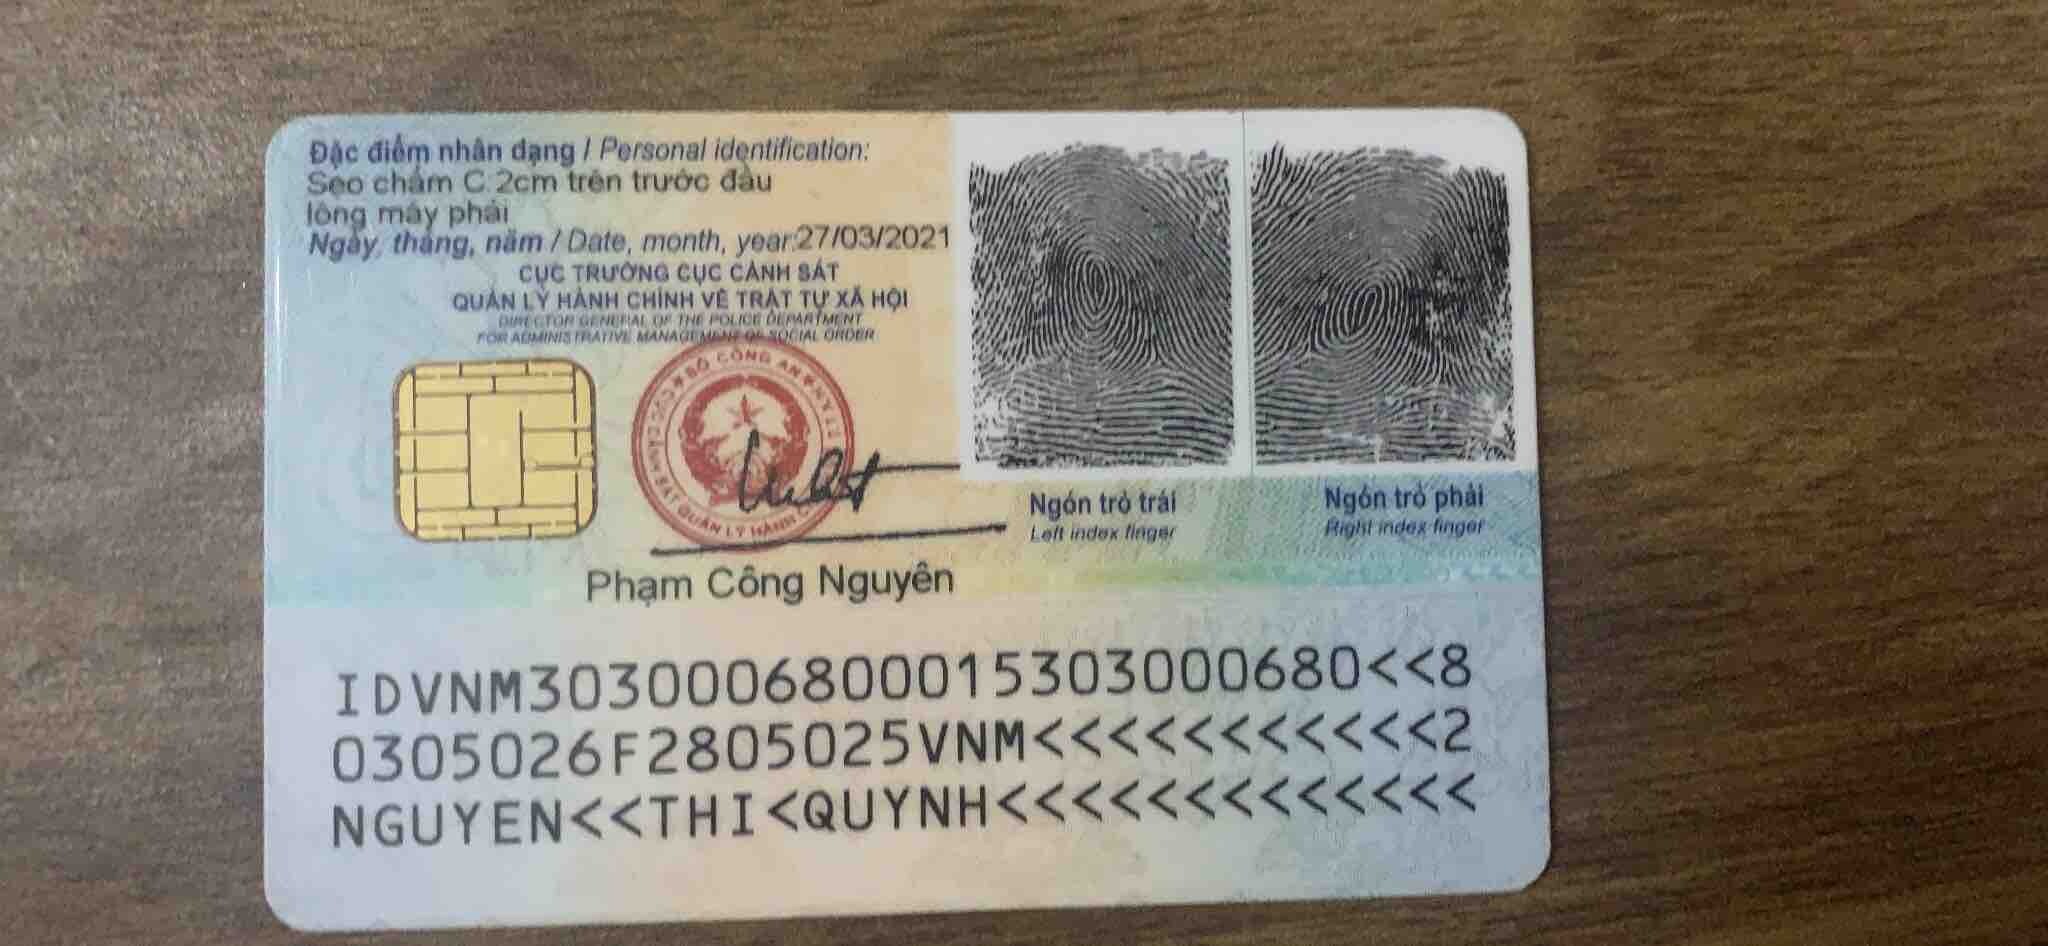 Đặc điểm nhân dạng / Personal identification:
Sẹo chấm C.2cm trên trước đầu
lông mày phải
Ngày, tháng, năm / Date, month, year:27/03/2021
CỤC TRƯỞNG CỤC CẢNH SÁT
QUẢN LÝ HÀNH CHÍNH VỀ TRẬT TỰ XÃ HỘI
DIRECTOR GENERAL OF THE POLICE DEPARTMENT
FOR ADMINISTRATIVE MANAGEMENT OF SOCIAL ORDER
BỘ CÔNG AN
Ngón trỏ trái
Left index finger
Ngón trỏ phải
Right index finger
Phạm Công Nguyên
IDVNM3030006800015303000680<<8
0305026F2805025VNM<<<<<<<<<<<2
NGUYEN<<THI<QUYNH<<<<<<<<<<<<<